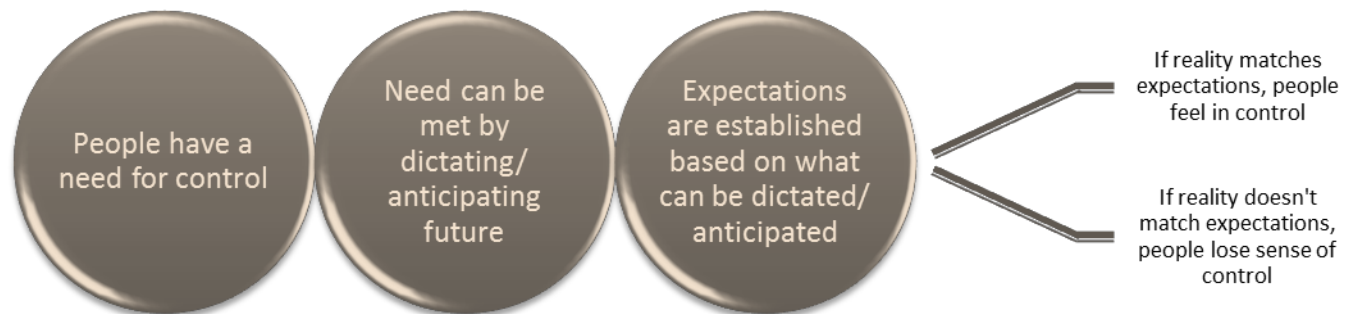 People have a
need for control
Need can be
met by
dictating/
anticipating
future
Expectations
are established
based on what
can be dictated/
anticipated
If reality matches
expectations, people
feel in control
If reality doesn't
match expectations,
people lose sense of
control